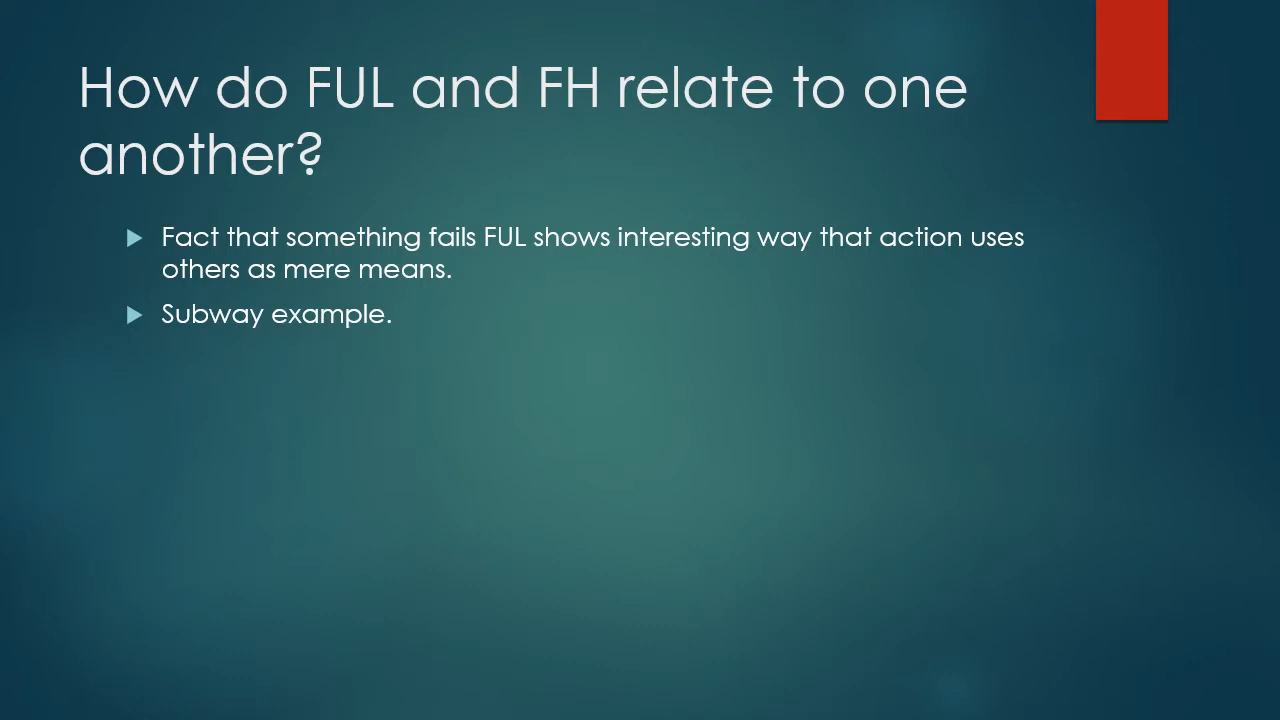 How do FUL and FH relate to one
another?
Fact that something fails FUL shows interesting way that action uses
others as mere means.
Subway example.